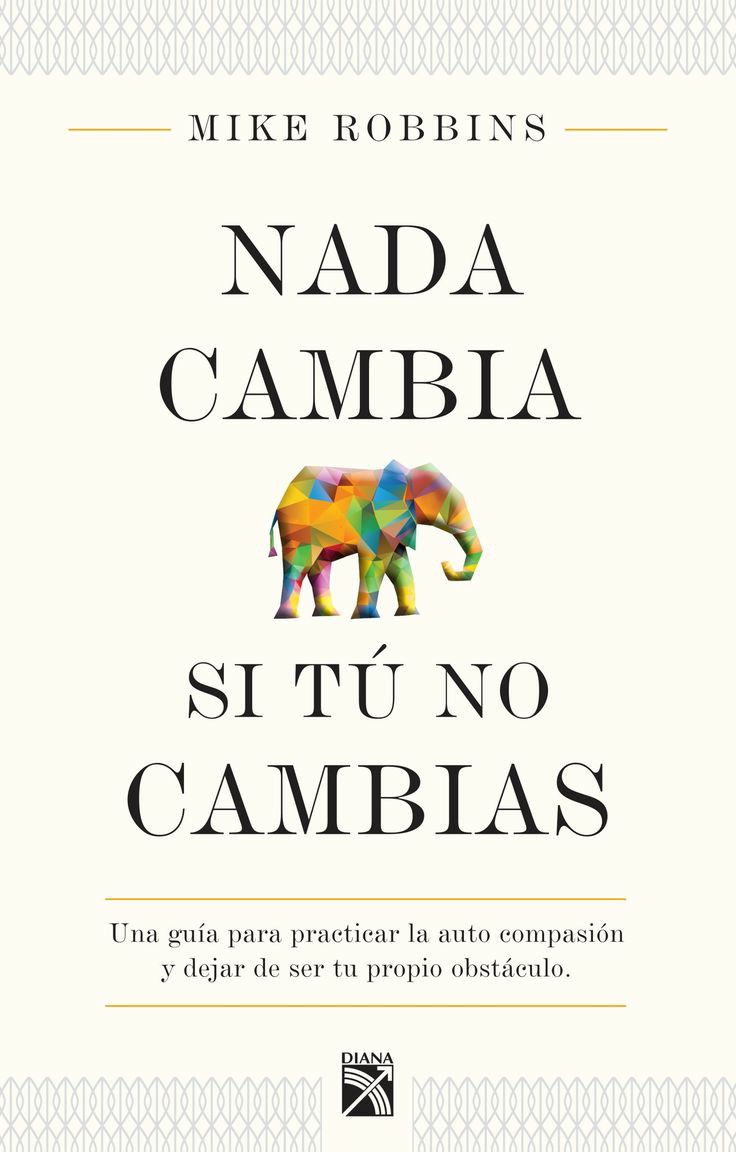 MIKE ROBBINS
NADA
CAMBIA
SI TÚ NO
CAMBIAS
Una guía para practicar la auto compasión
y dejar de ser tu propio obstáculo.
DIANA